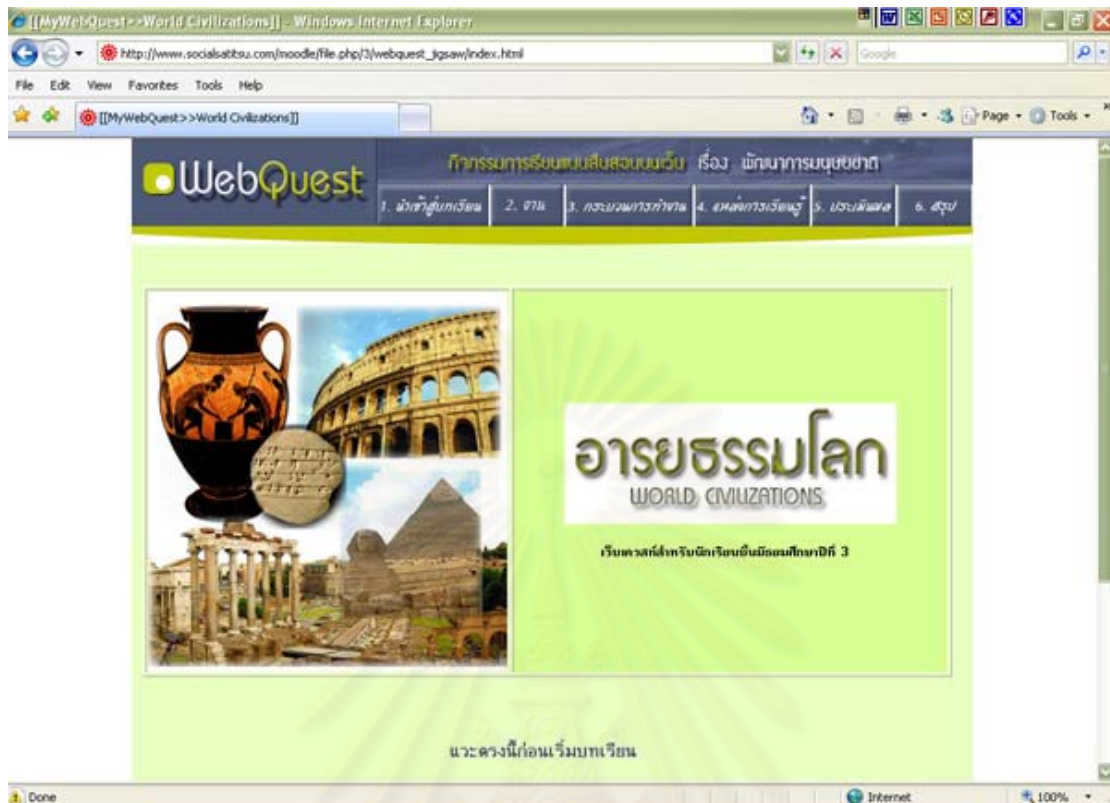 [[MyWebQuest>>World Civilizations]] - Windows Internet Explorer
http://www.socialsatitsu.com/moodle/file.php/3/webquest_jigsaw/index.html
Google
File Edit View Favorites Tools Help
[[MyWebQuest>>World Civilizations]]
Page Tools
WebQuest
กิจกรรมการเรียนแบบสืบสอบบนเว็บ เรื่อง พัฒนาการมนุษยชาติ
1. นำเข้าสู่บทเรียน 2. งาน 3. กระบวนการทำงาน 4. แหล่งการเรียนรู้ 5. ประเมินผล 6. สรุป
อารยธรรมโลก
WORLD CIVILIZATIONS
เว็บเควสท์สำหรับนักเรียนชั้นมัธยมศึกษาปีที่ 3
แวะตรงนี้ก่อนเริ่มบทเรียน
Done Internet 100%